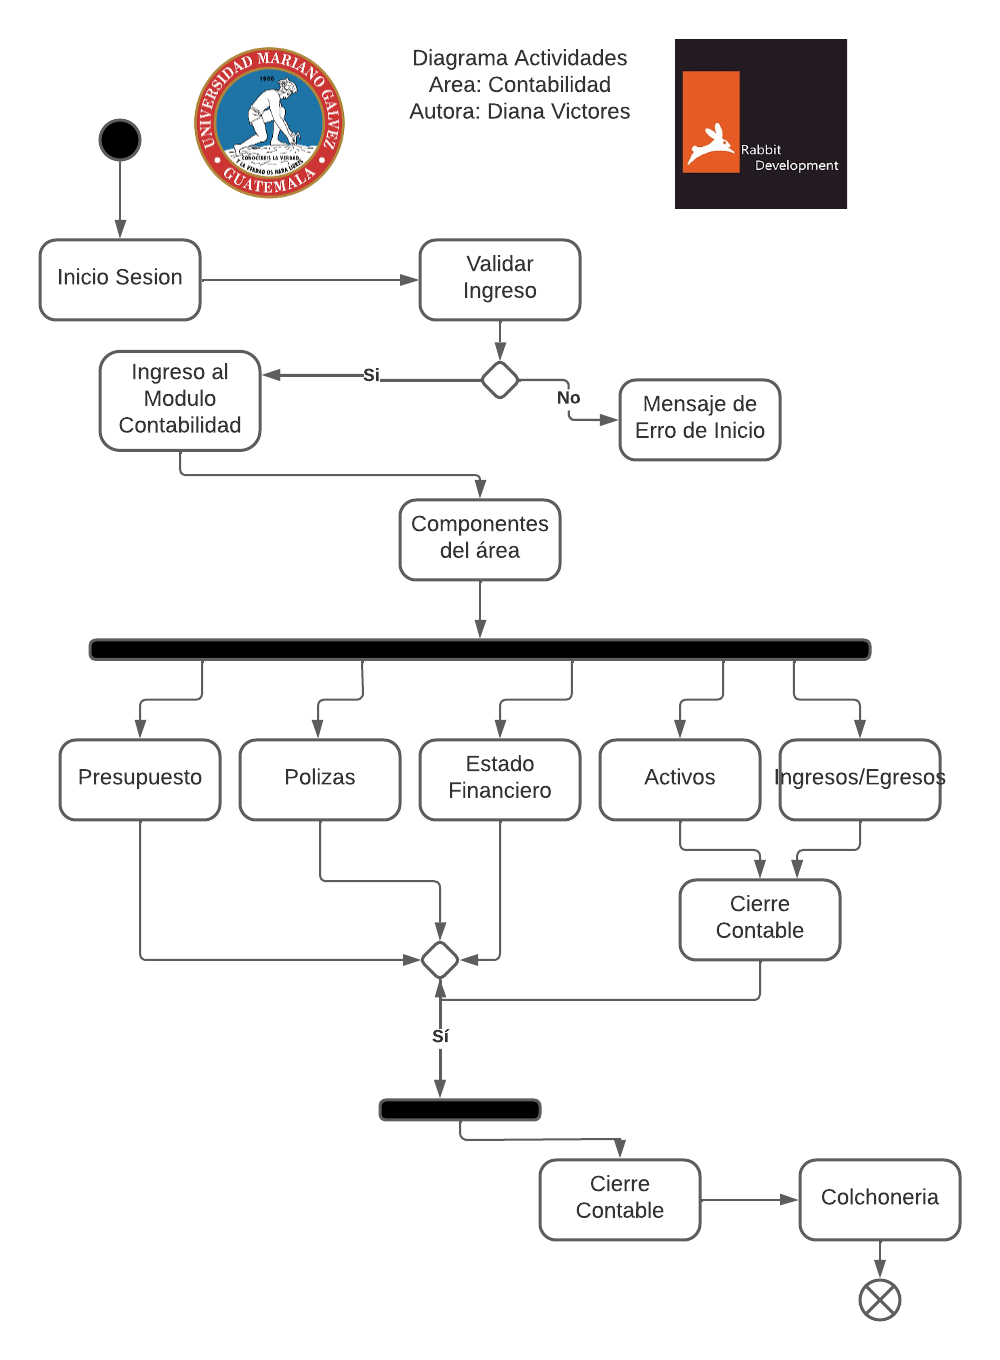 Diagrama Actividades
Area: Contabilidad
Autora: Diana Victores
UNIVERSIDAD MARIANO GALVEZ
1966
CONOCEREIS LA VERDAD
Y LA VERDAD OS HARA LIBRES
GUATEMALA
Rabbit
Development
Inicio Sesion
Validar
Ingreso
Ingreso al
Modulo
Contabilidad
Si
No
Mensaje de
Erro de Inicio
Componentes
del área
Presupuesto
Polizas
Estado
Financiero
Activos
Ingresos/Egresos
Cierre
Contable
Sí
Cierre
Contable
Colchoneria